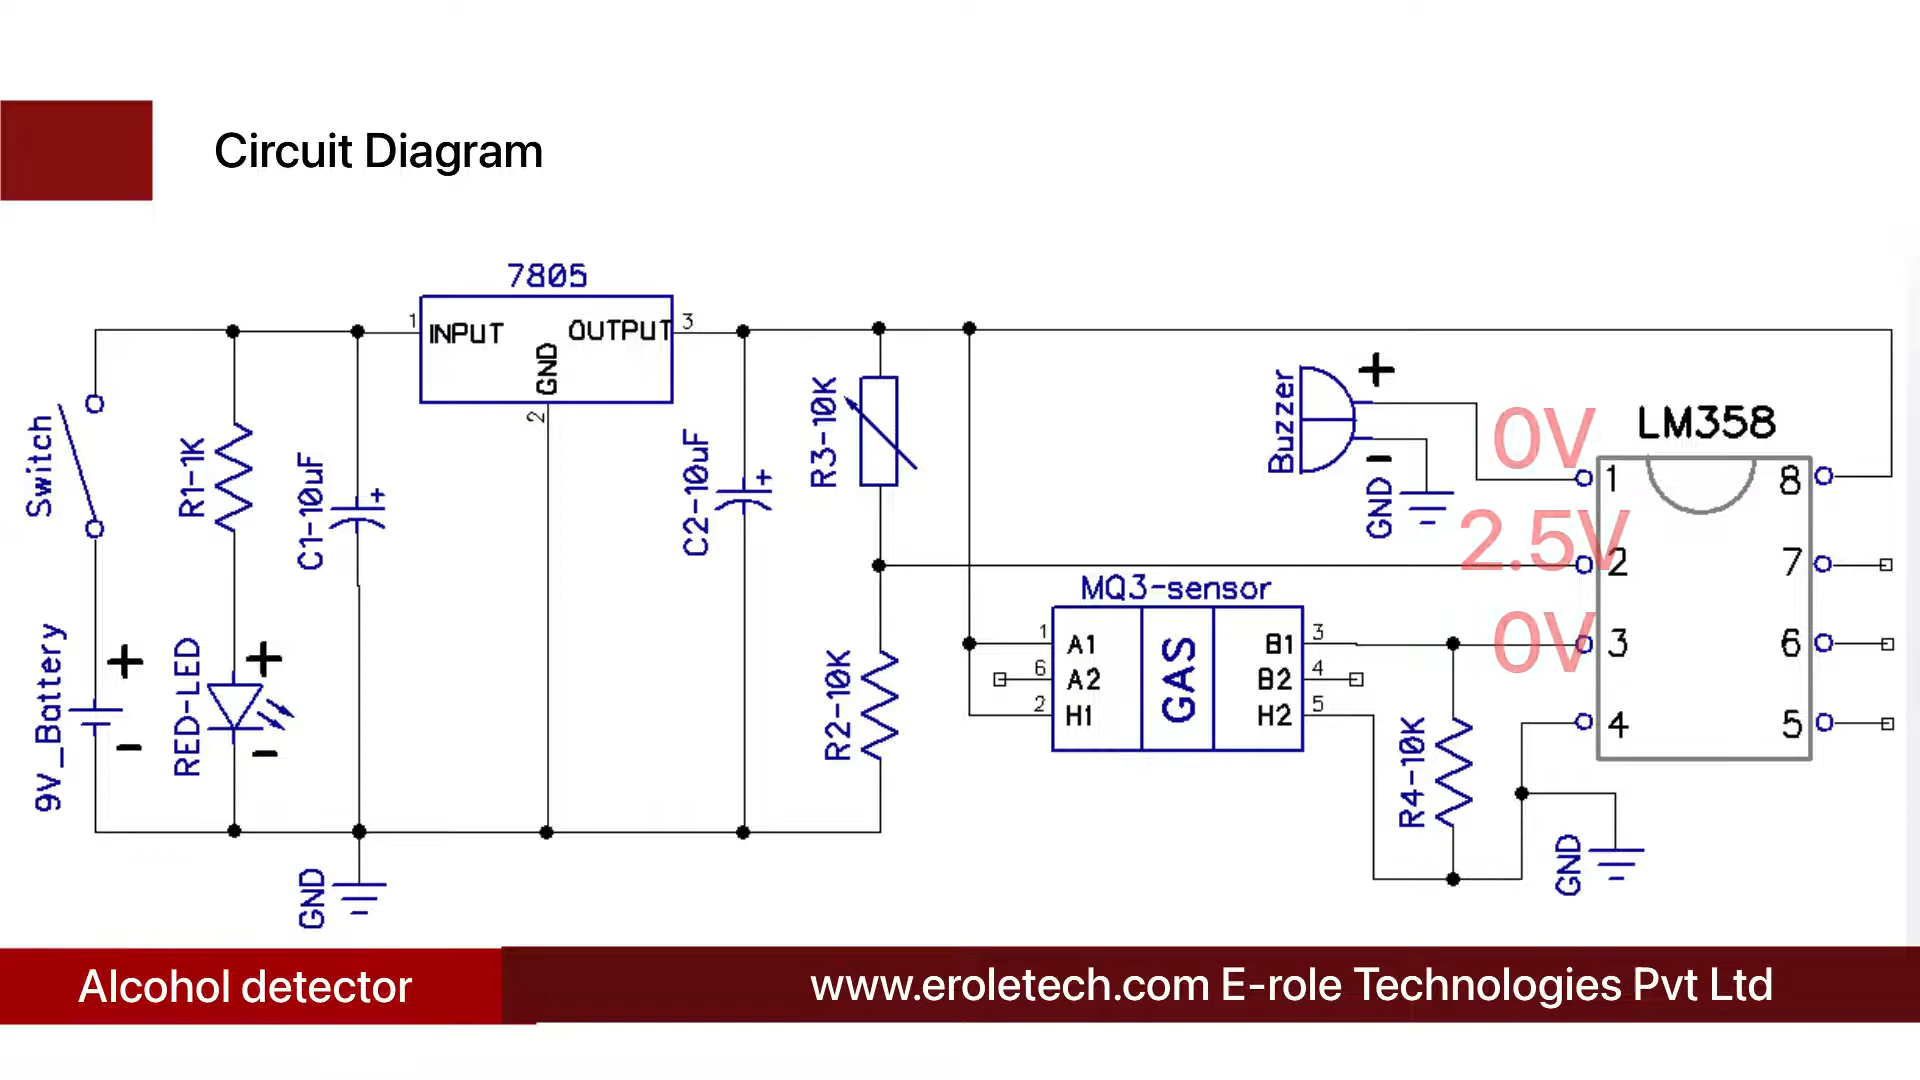 Circuit Diagram
7805
1 INPUT OUTPUT 3
GND
2
Switch
R1-1K
C1-10uF
+
C2-10uF
+
R3-10K
Buzzer
+
-
GND
0V
LM358
1
8
2.5V
2
7
MQ3-sensor
0V
3
6
1 A1 B1 3
6 A2 B2 4
2 H1 H2 5
GAS
4
5
9V_Battery
+
-
RED-LED
+
-
R2-10K
R4-10K
GND
GND
Alcohol detector
www.eroletech.com E-role Technologies Pvt Ltd